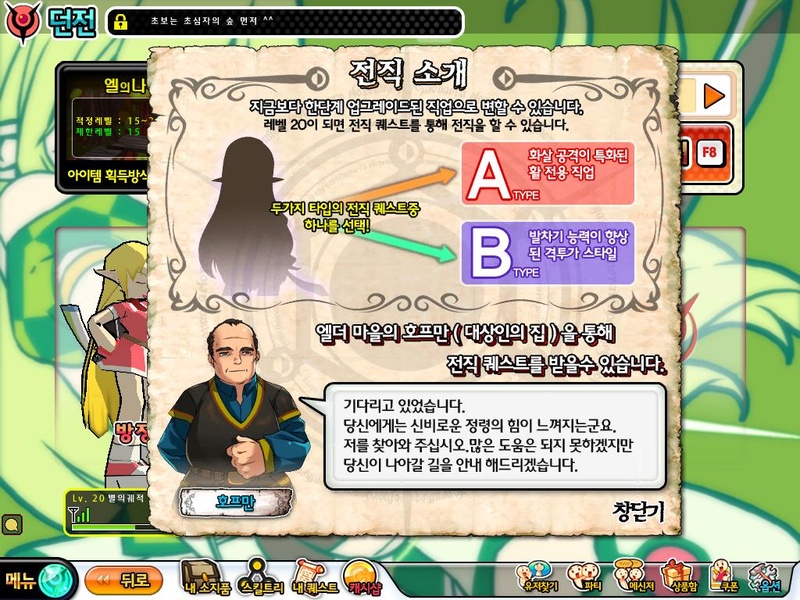 던전
초보는 초심자의 숲 먼저 ^^
엘의나
적정레벨 : 15~
제한레벨 : 15
아이템 획득방식
F8
전직 소개
지금보다 한단계 업그레이드된 직업으로 변할 수 있습니다.
레벨 20이 되면 전직 퀘스트를 통해 전직을 할 수 있습니다.
A TYPE
화살 공격이 특화된
활 전용 직업
두가지 타입의 전직 퀘스트중
하나를 선택!
B TYPE
발차기 능력이 향상
된 격투가 스타일
엘더 마을의 호프만 ( 대상인의 집 ) 을 통해
전직 퀘스트를 받을수 있습니다.
기다리고 있었습니다.
당신에게는 신비로운 정령의 힘이 느껴지는군요.
저를 찾아와 주십시오.많은 도움은 되지 못하겠지만
당신이 나아갈 길을 안내 해드리겠습니다.
호프만
창닫기
방장
Lv. 20 별의궤적
메뉴
뒤로
내 소지품
스킬트리
내 퀘스트
캐시샵
유저찾기
파티
메신저
상품함
쿠폰
옵션